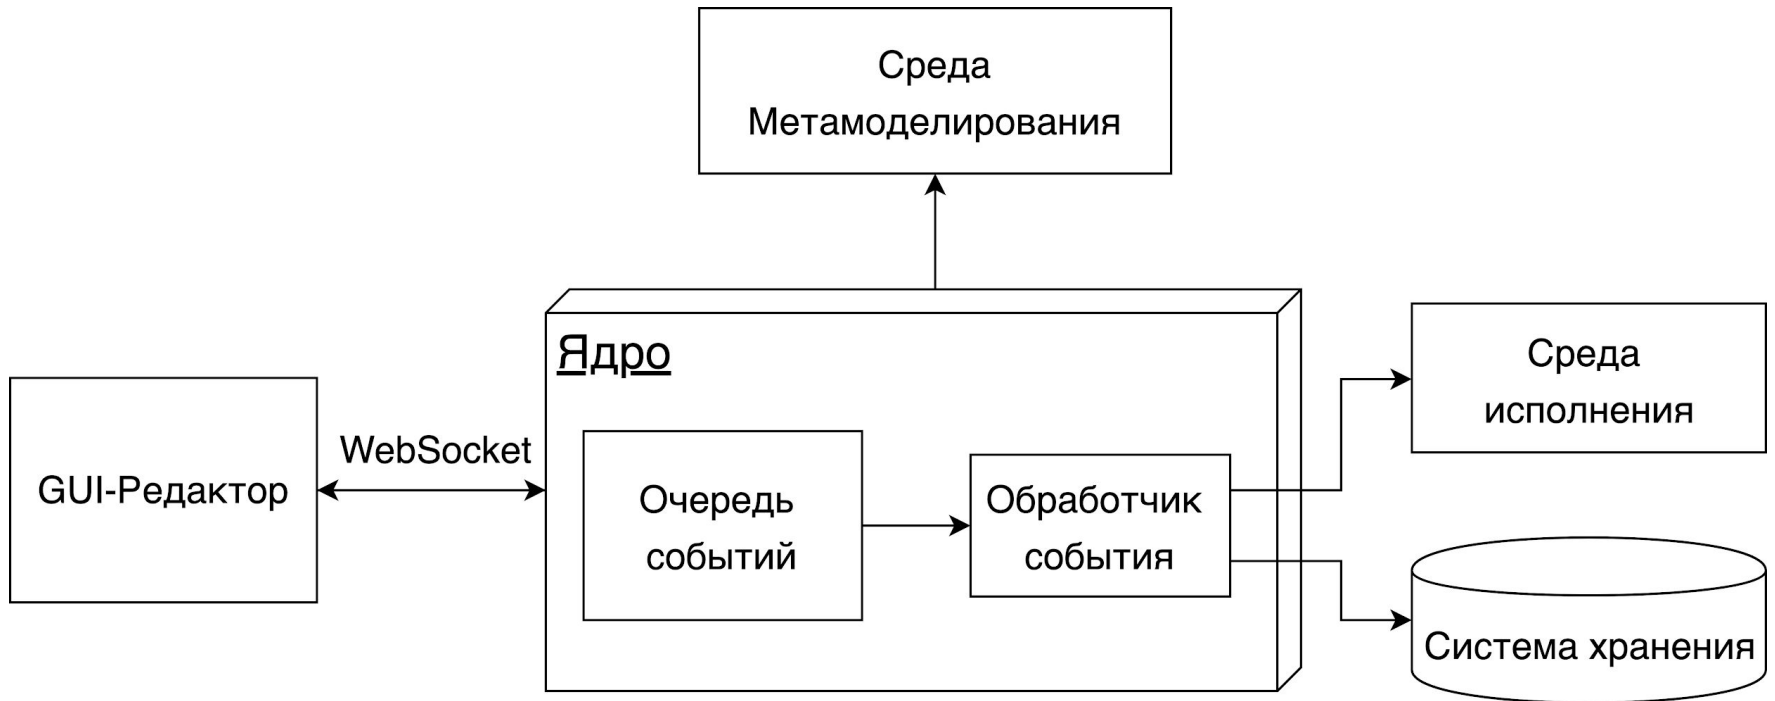 Среда
Метамоделирования
Ядро
Среда
исполнения
WebSocket
GUI-Редактор
Очередь
событий
Обработчик
события
Система хранения